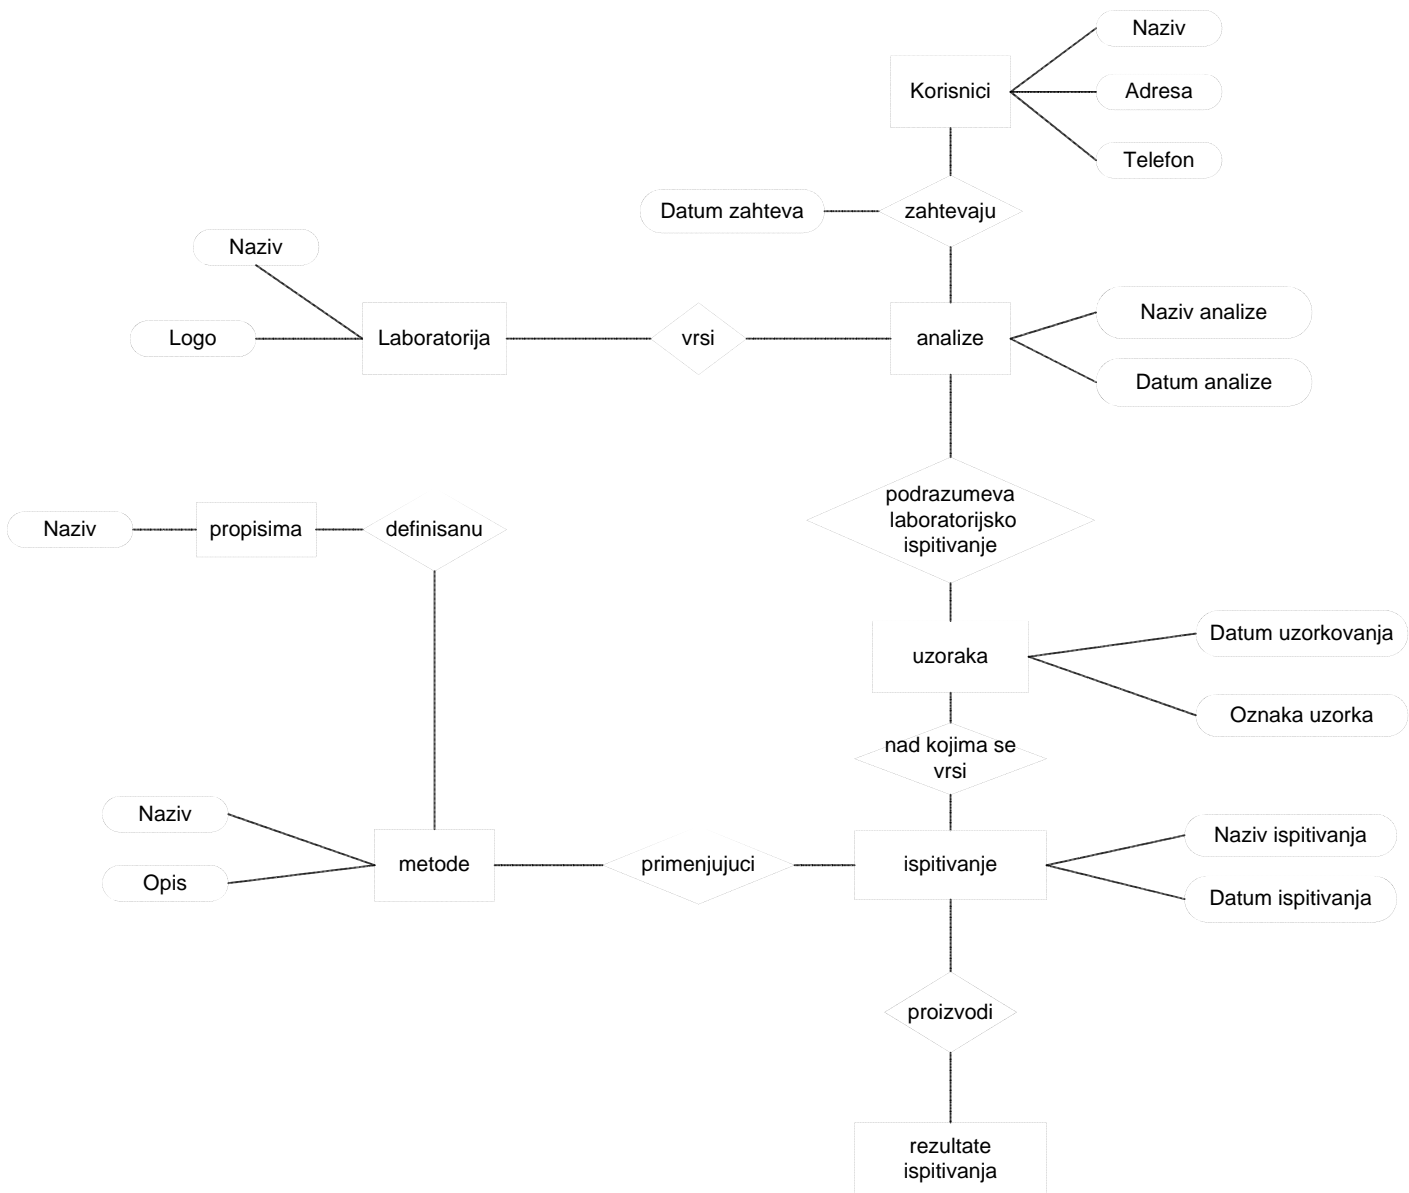 Naziv
Korisnici
Adresa
Telefon
Datum zahteva
zahtevaju
Naziv
Logo
Laboratorija
vrsi
analize
Naziv analize
Datum analize
podrazumeva
laboratorijsko
ispitivanje
Naziv
propisima
definisanu
uzoraka
Datum uzorkovanja
Oznaka uzorka
nad kojima se
vrsi
Naziv
Opis
metode
primenjujuci
ispitivanje
Naziv ispitivanja
Datum ispitivanja
proizvodi
rezultate
ispitivanja